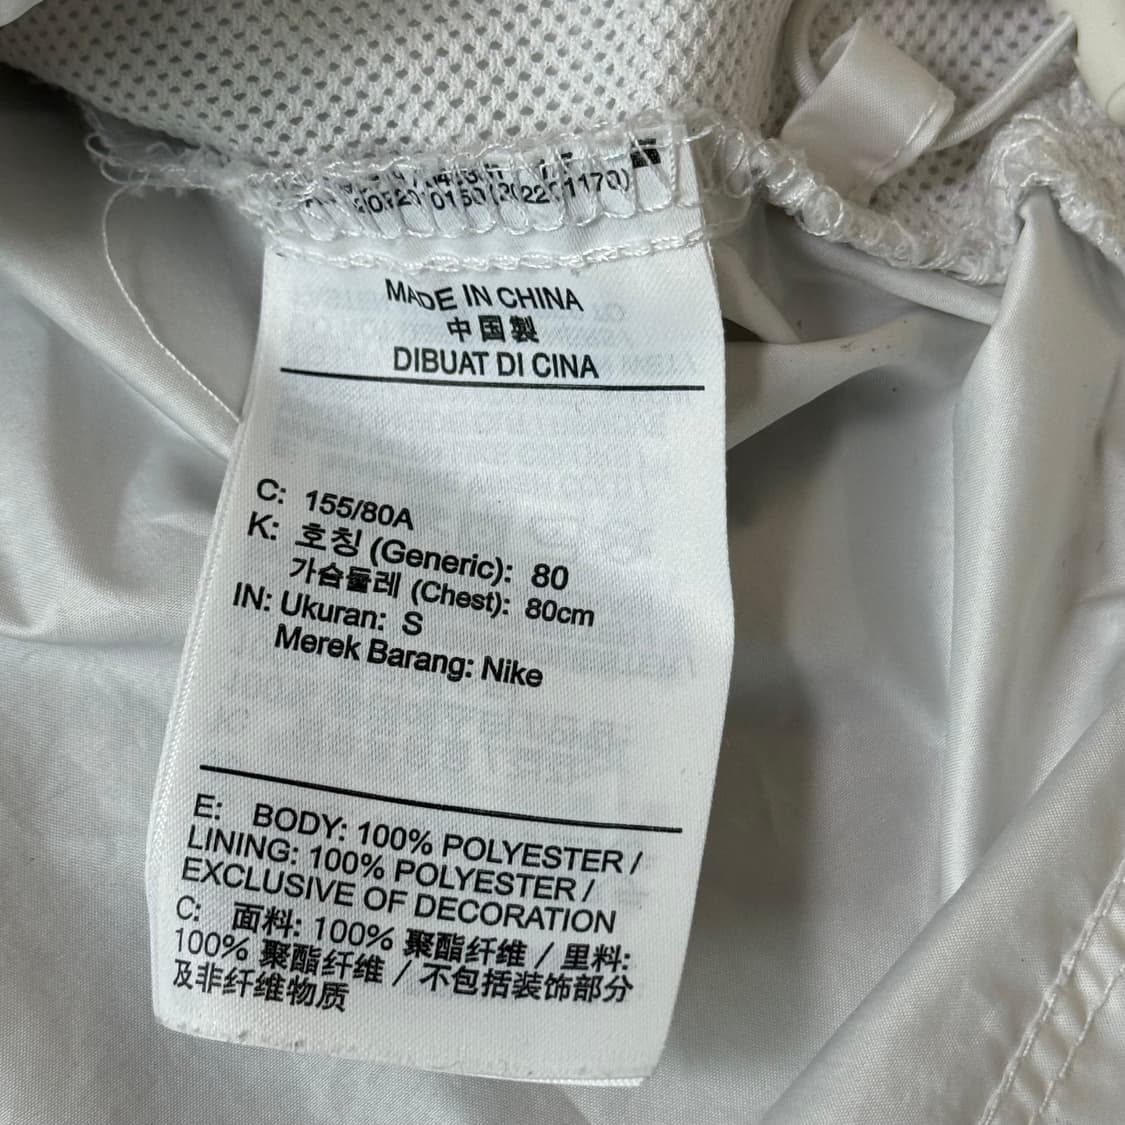 MADE IN CHINA
中国製
DIBUAT DI CINA
C: 155/80A
K: 호칭 (Generic): 80
가슴둘레 (Chest): 80cm
IN: Ukuran: S
Merek Barang: Nike
E: BODY: 100% POLYESTER /
LINING: 100% POLYESTER /
EXCLUSIVE OF DECORATION
C: 面料: 100% 聚酯纤维 / 里料:
100% 聚酯纤维 / 不包括装饰部分
及非纤维物质